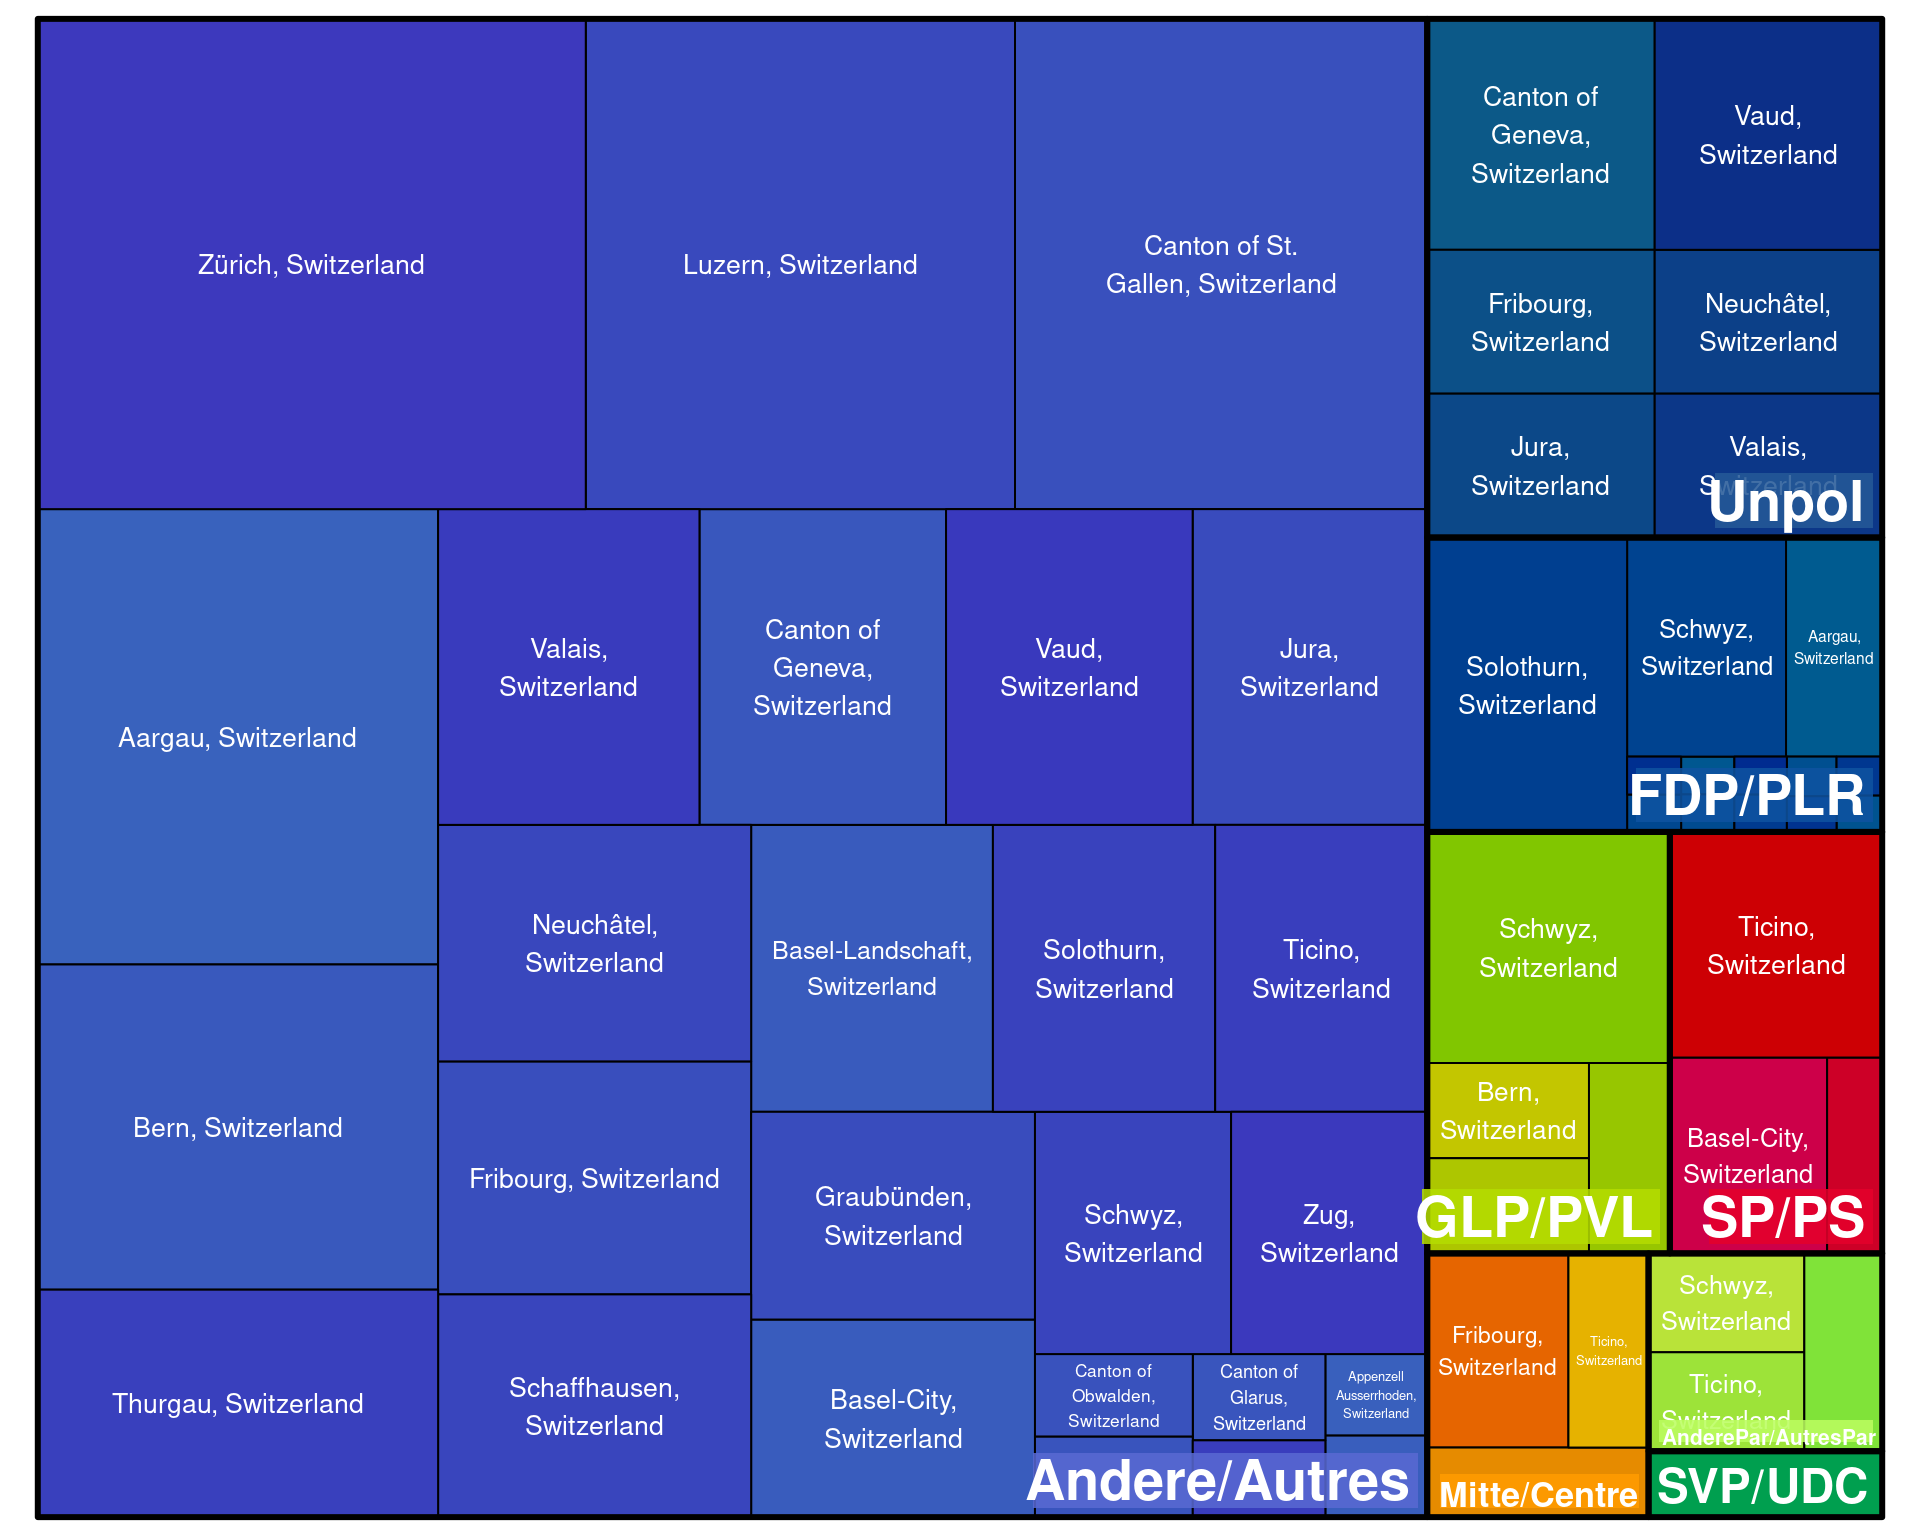 Zürich, Switzerland
Luzern, Switzerland
Canton of St.
Gallen, Switzerland
Aargau, Switzerland
Bern, Switzerland
Thurgau, Switzerland
Valais,
Switzerland
Canton of
Geneva,
Switzerland
Vaud,
Switzerland
Jura,
Switzerland
Neuchâtel,
Switzerland
Fribourg, Switzerland
Schaffhausen,
Switzerland
Basel-Landschaft,
Switzerland
Solothurn,
Switzerland
Ticino,
Switzerland
Graubünden,
Switzerland
Basel-City,
Switzerland
Schwyz,
Switzerland
Zug,
Switzerland
Canton of
Obwalden,
Switzerland
Canton of
Glarus,
Switzerland
Appenzell
Ausserrhoden,
Switzerland
Andere/Autres
Canton of
Geneva,
Switzerland
Vaud,
Switzerland
Fribourg,
Switzerland
Neuchâtel,
Switzerland
Jura,
Switzerland
Valais,
Switzerland
Unpol
Solothurn,
Switzerland
Schwyz,
Switzerland
Aargau,
Switzerland
FDP/PLR
Schwyz,
Switzerland
Bern,
Switzerland
GLP/PVL
Ticino,
Switzerland
Basel-City,
Switzerland
SP/PS
Fribourg,
Switzerland
Ticino,
Switzerland
Mitte/Centre
Schwyz,
Switzerland
Ticino,
Switzerland
AnderePar/AutresPar
SVP/UDC